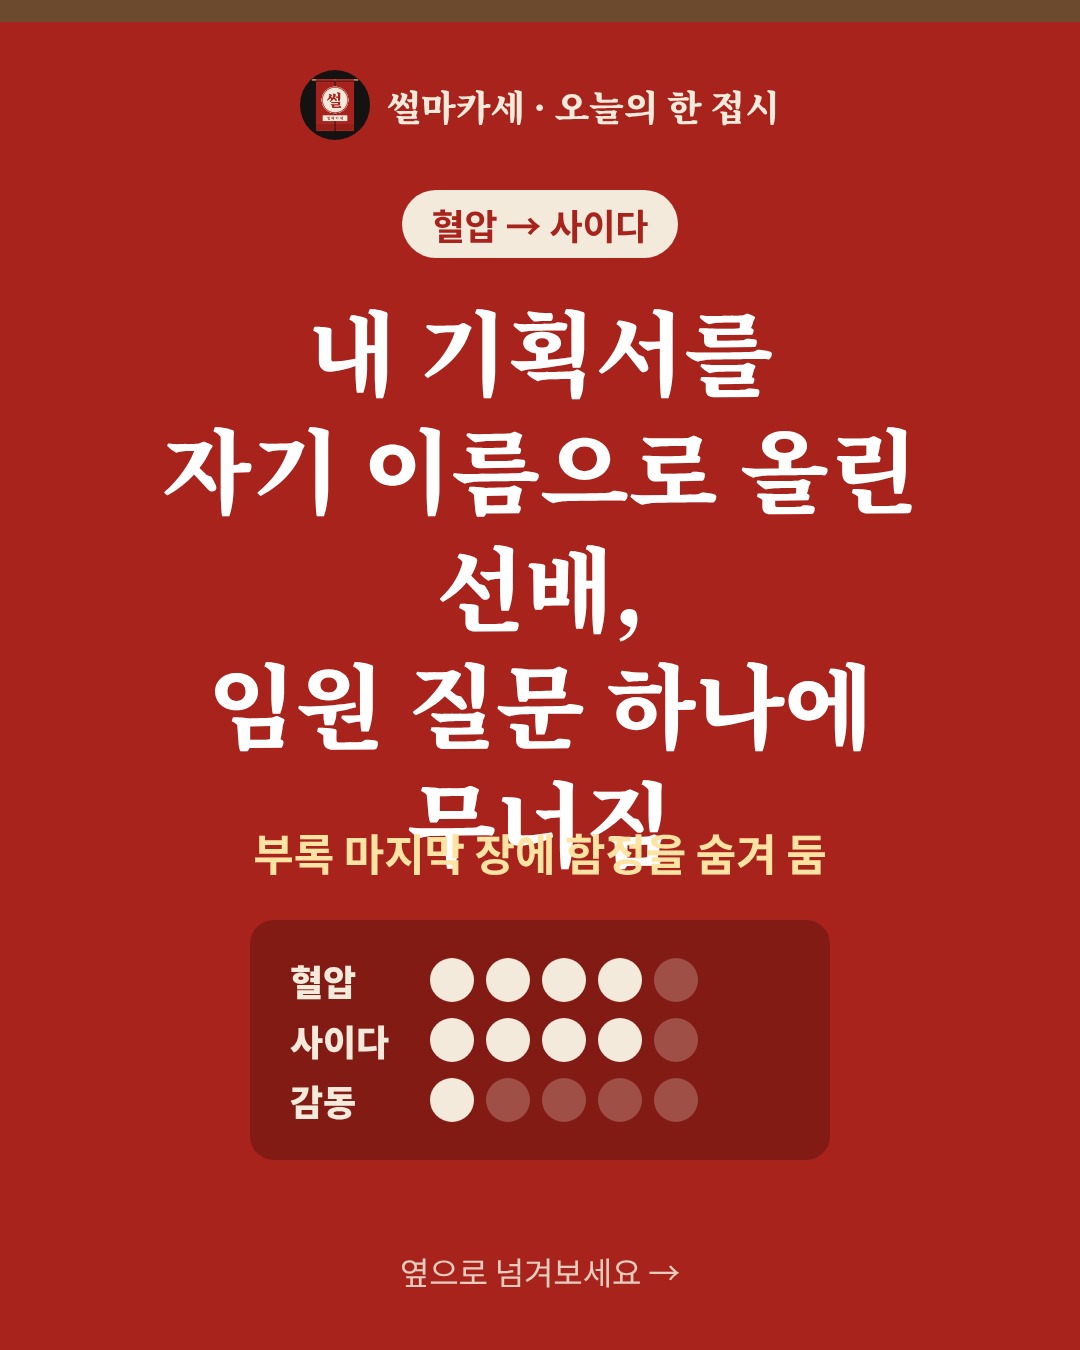 썰
썰마카세 · 오늘의 한 접시
혈압 → 사이다
내 기획서를
자기 이름으로 올린
선배,
임원 질문 하나에
무너짐
부록 마지막 장에 함정을 숨겨 둠
혈압
사이다
감동
옆으로 넘겨보세요 →